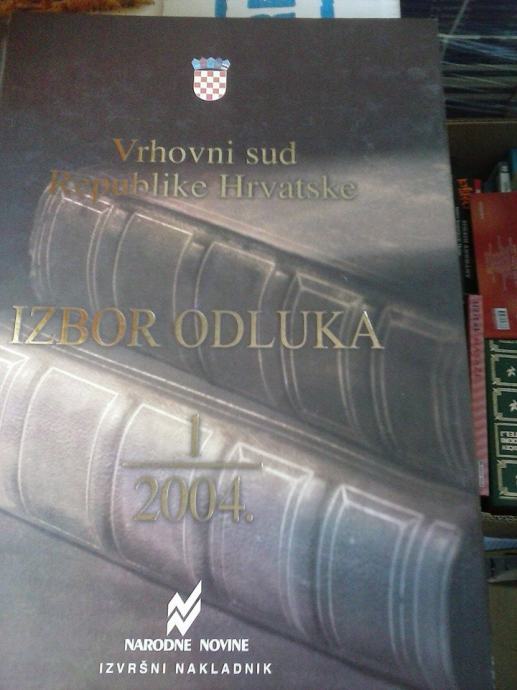 Vrhovni sud
Republike Hrvatske
IZBOR ODLUKA
1
2004.
NARODNE NOVINE
IZVRŠNI NAKLADNIK